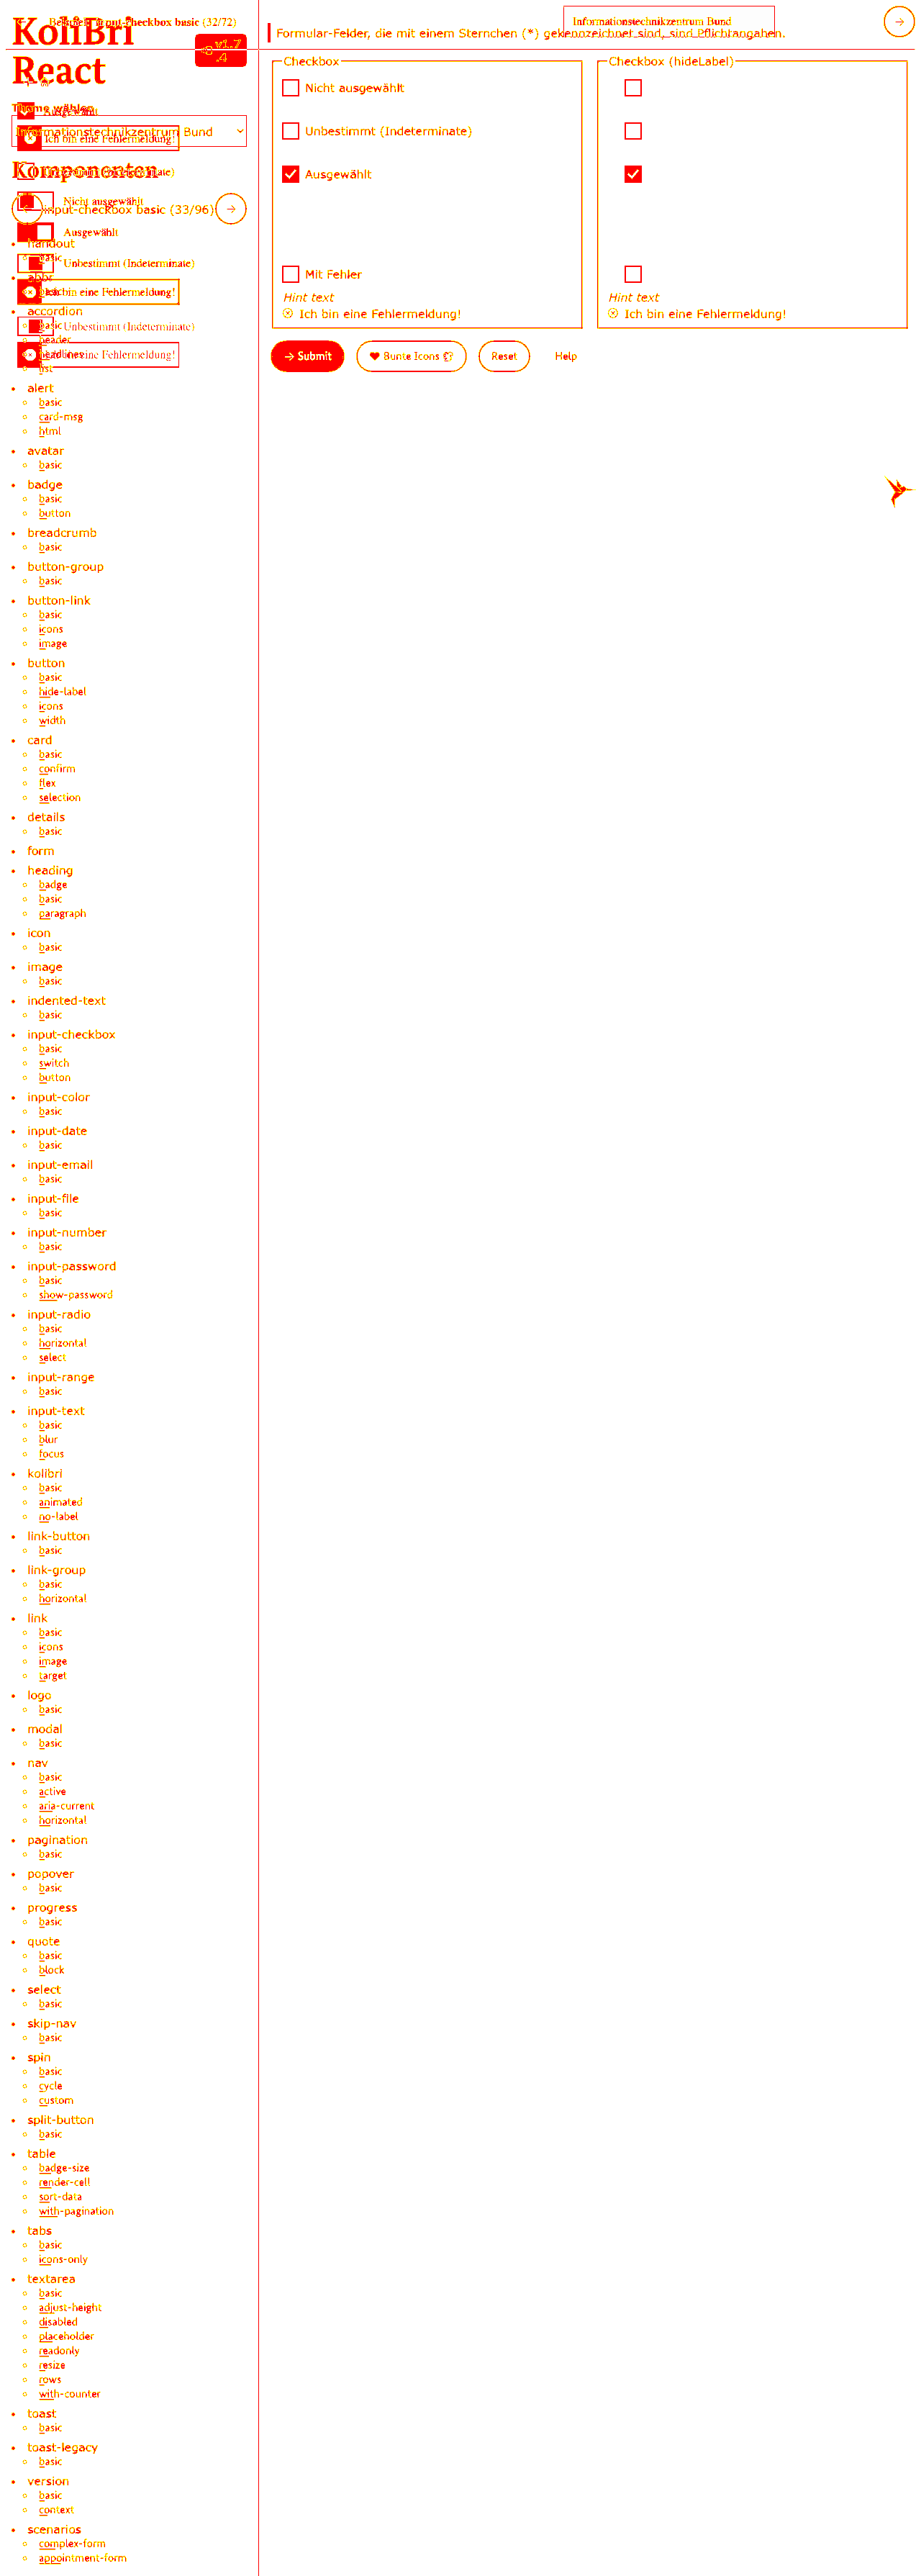 KoliBri
React
Beispiel: input-checkbox basic (32/72)
v1.7
.4
Informationstechnikzentrum Bund
Formular-Felder, die mit einem Sternchen (*) gekennzeichnet sind, sind Pflichtangaben.
Theme wählen
Ausgewählt
Informationstechnikzentrum Bund
Ich bin eine Fehlermeldung!
Komponenten
Nicht ausgewählt
input-checkbox basic (33/96)
Ausgewählt
Unbestimmt (Indeterminate)
Ich bin eine Fehlermeldung!
Unbestimmt (Indeterminate)
Ich bin eine Fehlermeldung!
Checkbox
Nicht ausgewählt
Unbestimmt (Indeterminate)
Ausgewählt
Mit Fehler
Hint text
Ich bin eine Fehlermeldung!
Checkbox (hideLabel)
Hint text
Ich bin eine Fehlermeldung!
Submit
Bunte Icons
Reset
Help
handout
basic
abbr
basic
accordion
basic
header
headlines
list
alert
basic
card-msg
html
avatar
basic
badge
basic
button
breadcrumb
basic
button-group
basic
button-link
basic
icons
image
button
basic
hide-label
icons
width
card
basic
confirm
flex
selection
details
basic
form
heading
badge
basic
paragraph
icon
basic
image
basic
indented-text
basic
input-checkbox
basic
switch
button
input-color
basic
input-date
basic
input-email
basic
input-file
basic
input-number
basic
input-password
basic
show-password
input-radio
basic
horizontal
select
input-range
basic
input-text
basic
blur
focus
kolibri
basic
animated
no-label
link-button
basic
link-group
basic
horizontal
link
basic
icons
image
target
logo
basic
modal
basic
nav
basic
active
aria-current
horizontal
pagination
basic
popover
basic
progress
basic
quote
basic
block
select
basic
skip-nav
basic
spin
basic
cycle
custom
split-button
basic
table
badge-size
render-cell
sort-data
with-pagination
tabs
basic
icons-only
textarea
basic
adjust-height
disabled
placeholder
readonly
resize
rows
with-counter
toast
basic
toast-legacy
basic
version
basic
context
scenarios
complex-form
appointment-form